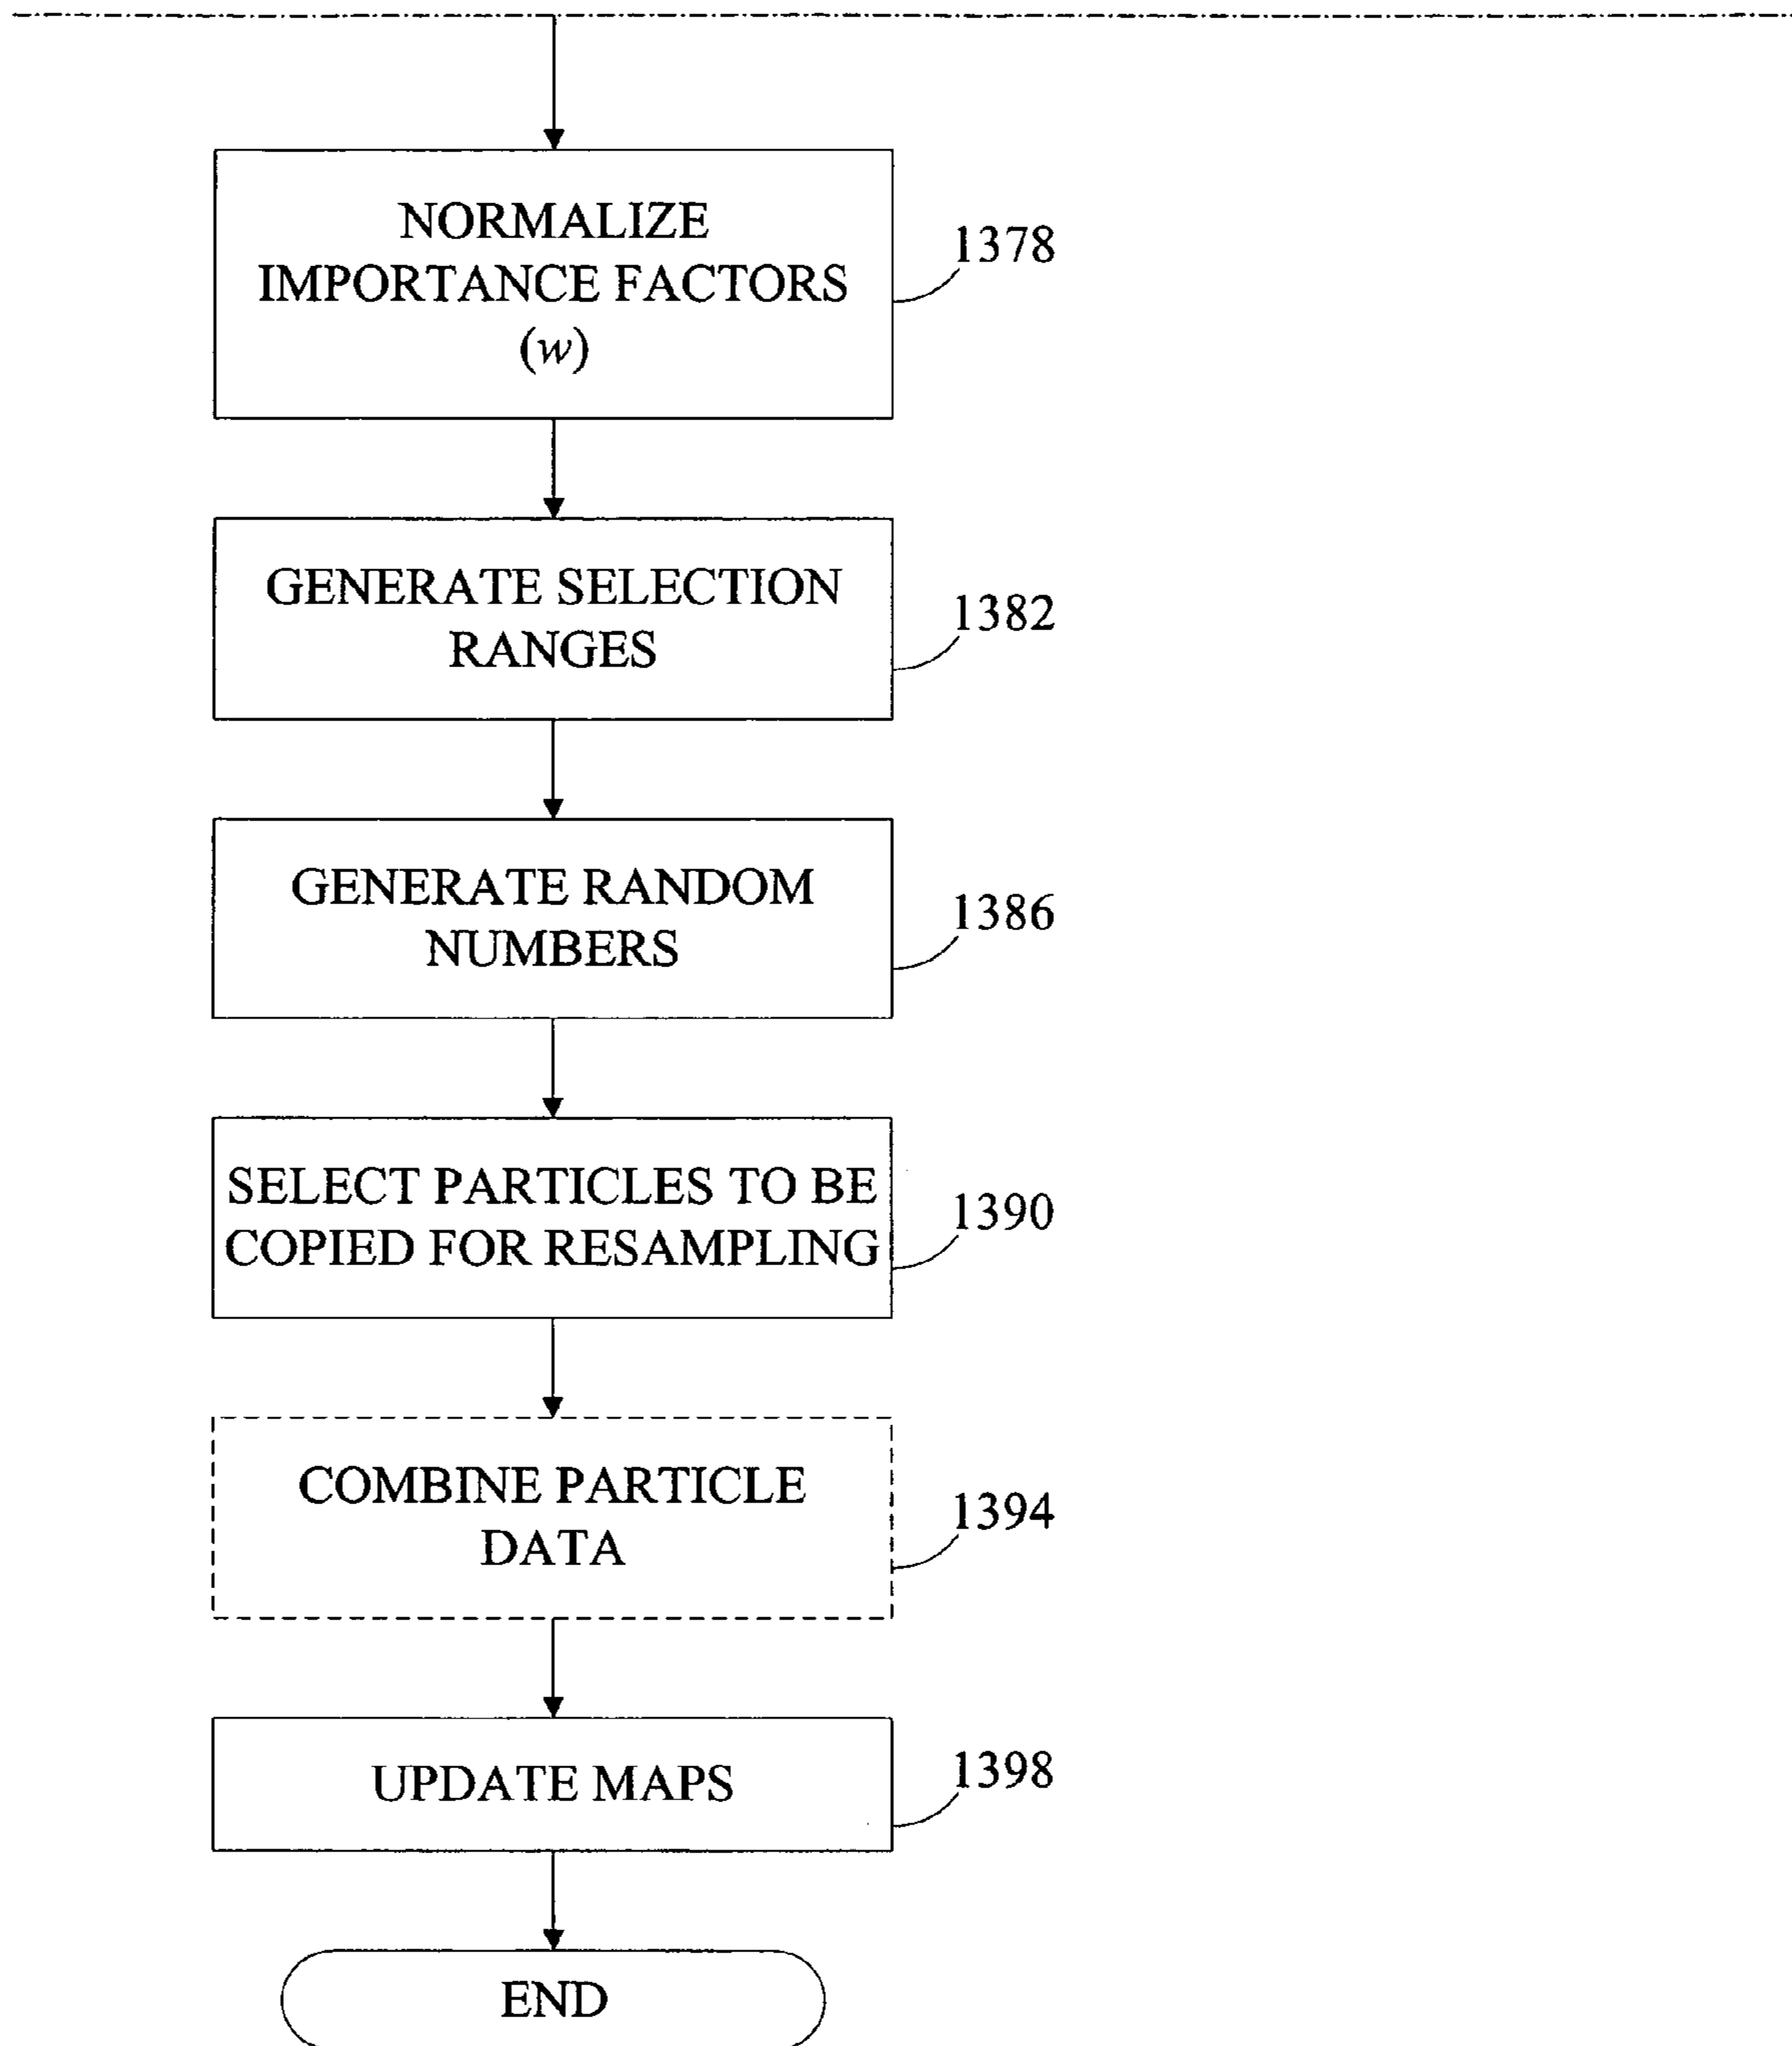 NORMALIZE
IMPORTANCE FACTORS
(w)
1378
GENERATE SELECTION
RANGES
1382
GENERATE RANDOM
NUMBERS
1386
SELECT PARTICLES TO BE
COPIED FOR RESAMPLING
1390
COMBINE PARTICLE
DATA
1394
UPDATE MAPS
1398
END